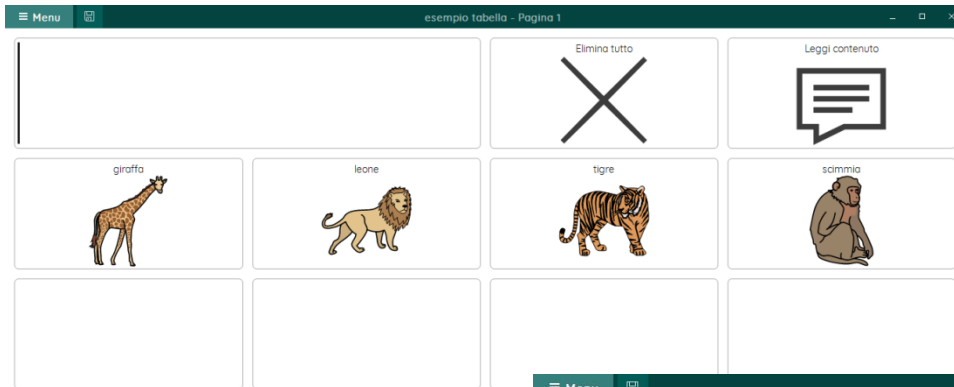 Menu
esempio tabella - Pagina 1
Elimina tutto
Leggi contenuto
giraffa
leone
tigre
scimmia
Menu